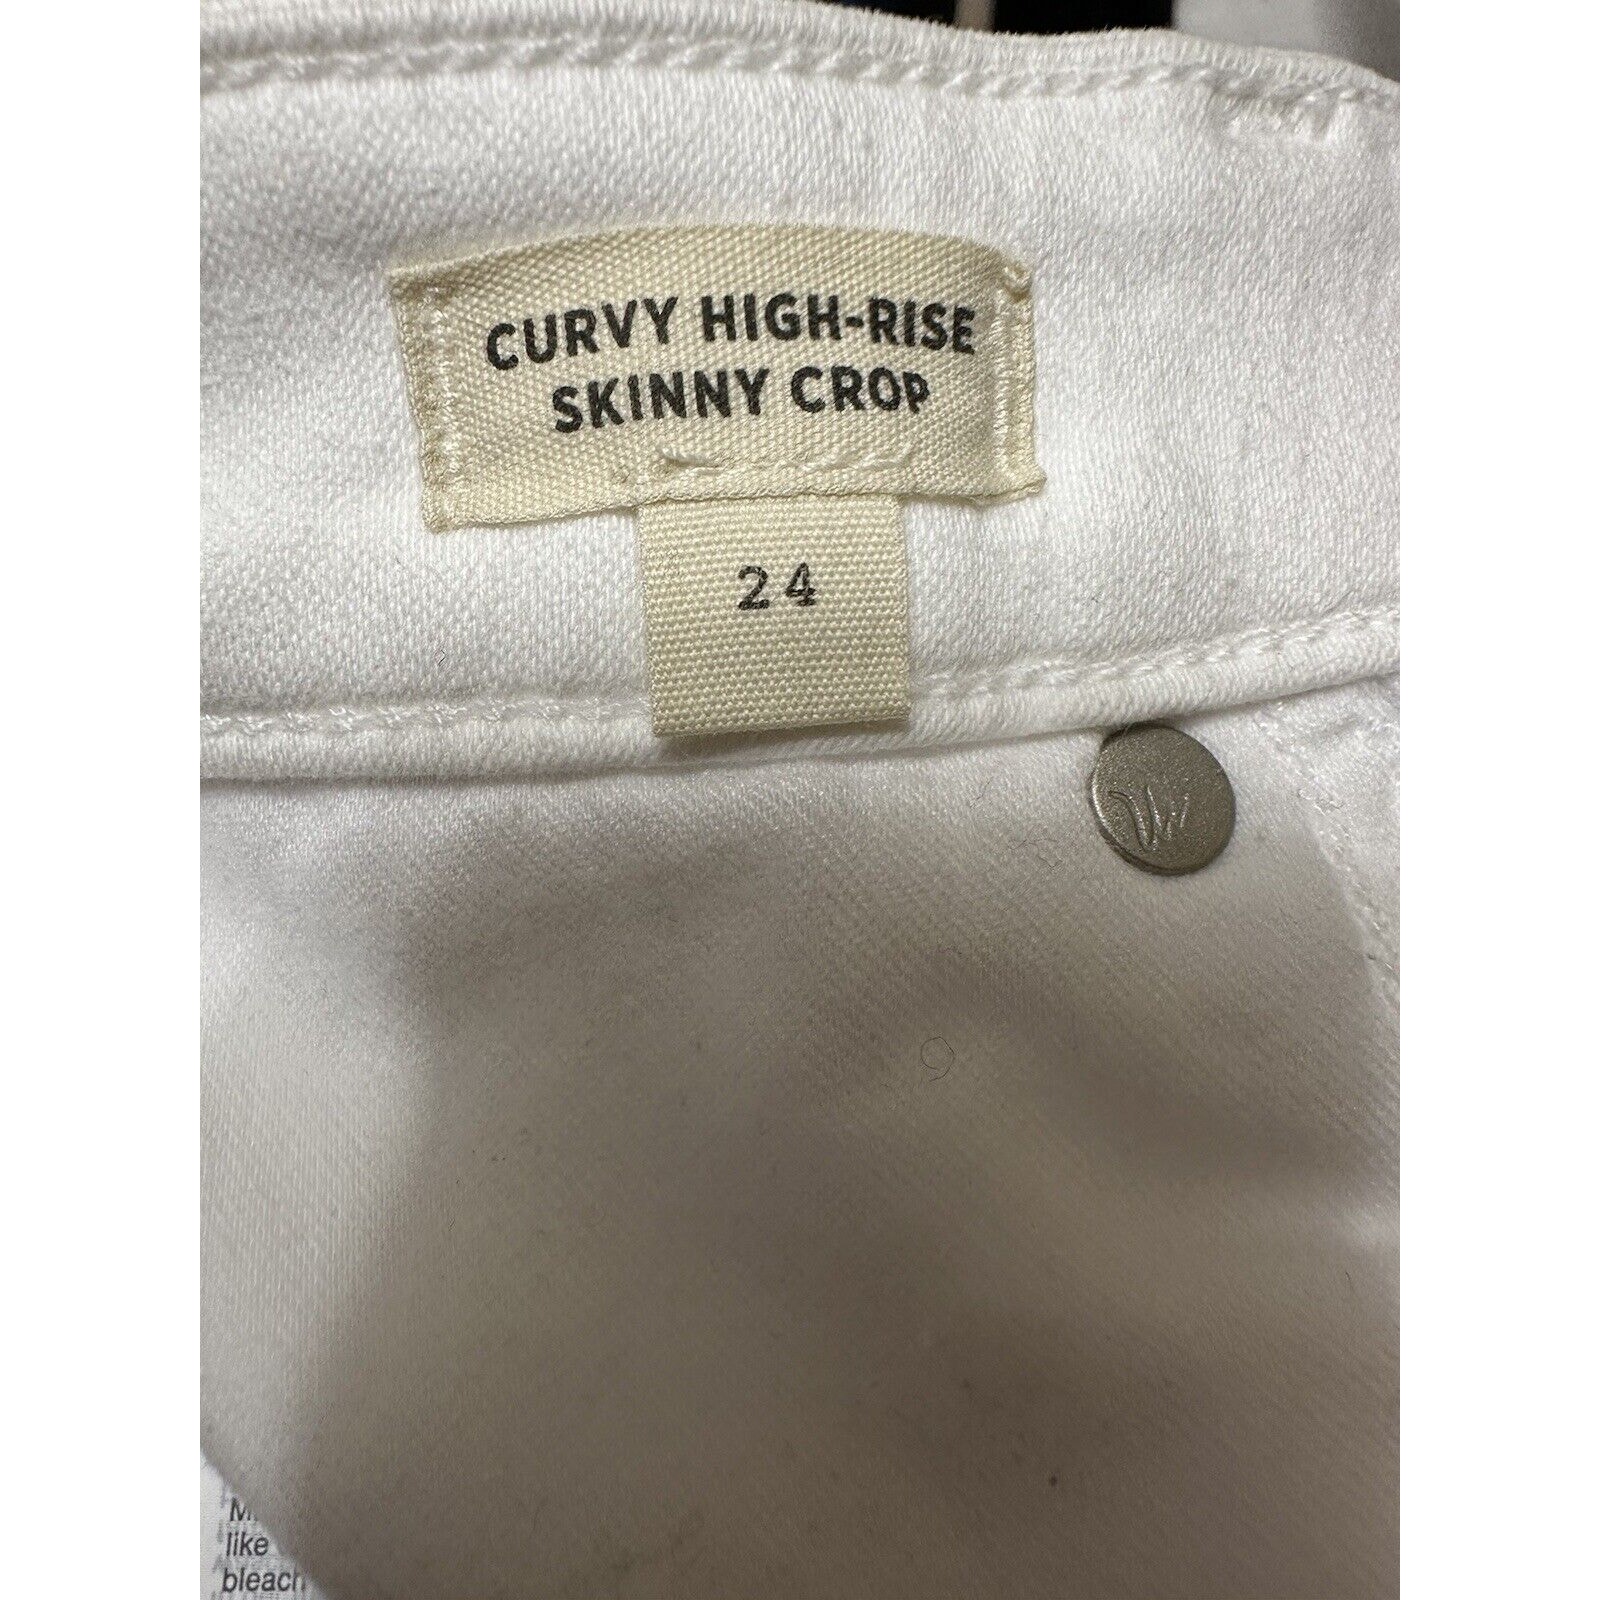 CURVY HIGH-RISE
SKINNY CROP
24
like
bleach